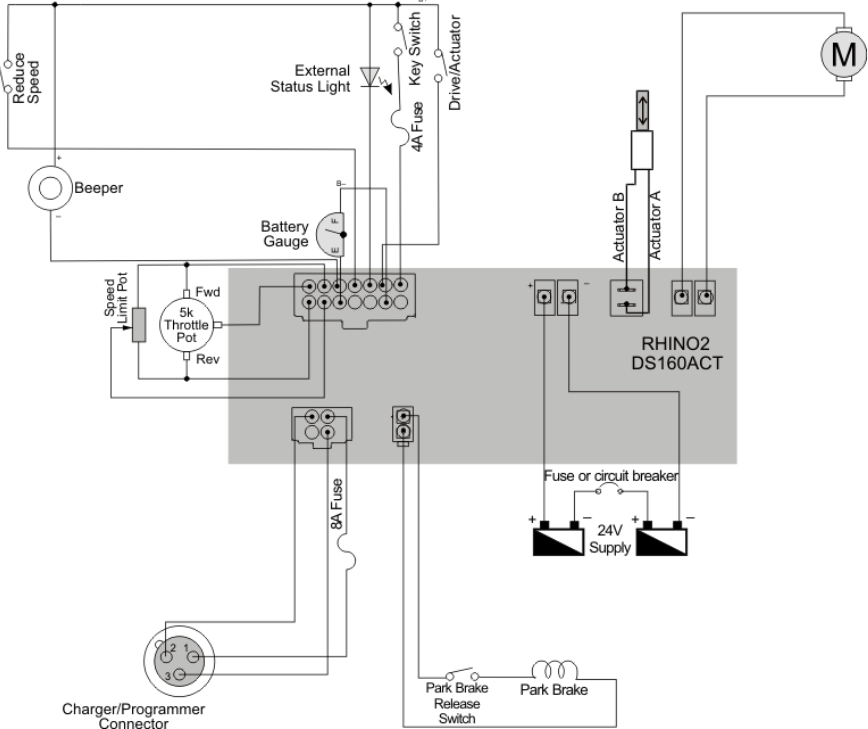 Reduce
Speed
External
Status Light
Key Switch
4A Fuse
Drive/Actuator
M
+
Beeper
−
B−
Battery
Gauge
F
E
Actuator B
Actuator A
Speed
Limit Pot
Fwd
5k
Throttle
Pot
Rev
+
−
RHINO2
DS160ACT
8A Fuse
Fuse or circuit breaker
+
−
24V
Supply
+
−
2
1
3
Charger/Programmer
Connector
Park Brake
Release
Switch
Park Brake